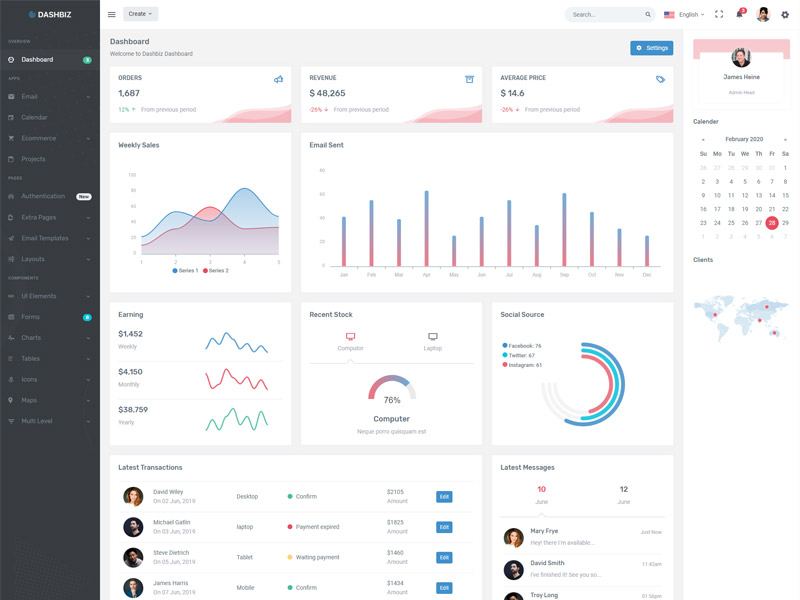 DASHBIZ
Create
Search...
English
3
OVERVIEW
Dashboard
3
APPS
Email
Calendar
Ecommerce
Projects
PAGES
Authentication
New
Extra Pages
Email Templates
Layouts
COMPONENTS
UI Elements
Forms
8
Charts
Tables
Icons
Maps
Multi Level
Dashboard
Welcome to Dashbiz Dashboard
Settings
ORDERS
1,687
12%
From previous period
REVENUE
$ 48,265
-26%
From previous period
AVERAGE PRICE
$ 14.6
-26%
From previous period
Weekly Sales
100
80
60
40
20
0
1 2 3 4 5
Series 1
Series 2
Email Sent
80
60
40
20
0
Jan Feb Mar Apr May Jun Jul Aug Sep Oct Nov Dec
Earning
$1,452
Weekly
$4,150
Monthly
$38,759
Yearly
Recent Stock
Computor
Laptop
76%
Computer
Neque porro quisquam est
Social Source
Facebook: 76
Twitter: 67
Instagram: 61
Latest Transactions
David Wiley
On 02 Jun, 2019
Desktop
Confirm
$2105
Amount
Edit
Michael Gatlin
On 03 Jun, 2019
laptop
Payment expired
$1825
Amount
Edit
Steve Dietrich
On 05 Jun, 2019
Tablet
Waiting payment
$1460
Amount
Edit
James Harris
On 07 Jun, 2019
Mobile
Confirm
$1434
Amount
Edit
Latest Messages
10
June
12
June
Mary Frye
Hey! there I'm available...
Just Now
David Smith
I've finished it! See you so...
11:42am
Troy Long
01:56pm
James Heine
Admin Head
Calender
« February 2020 »
Su Mo Tu We Th Fr Sa
26 27 28 29 30 31 1
2 3 4 5 6 7 8
9 10 11 12 13 14 15
16 17 18 19 20 21 22
23 24 25 26 27 28 29
1 2 3 4 5 6 7
Clients